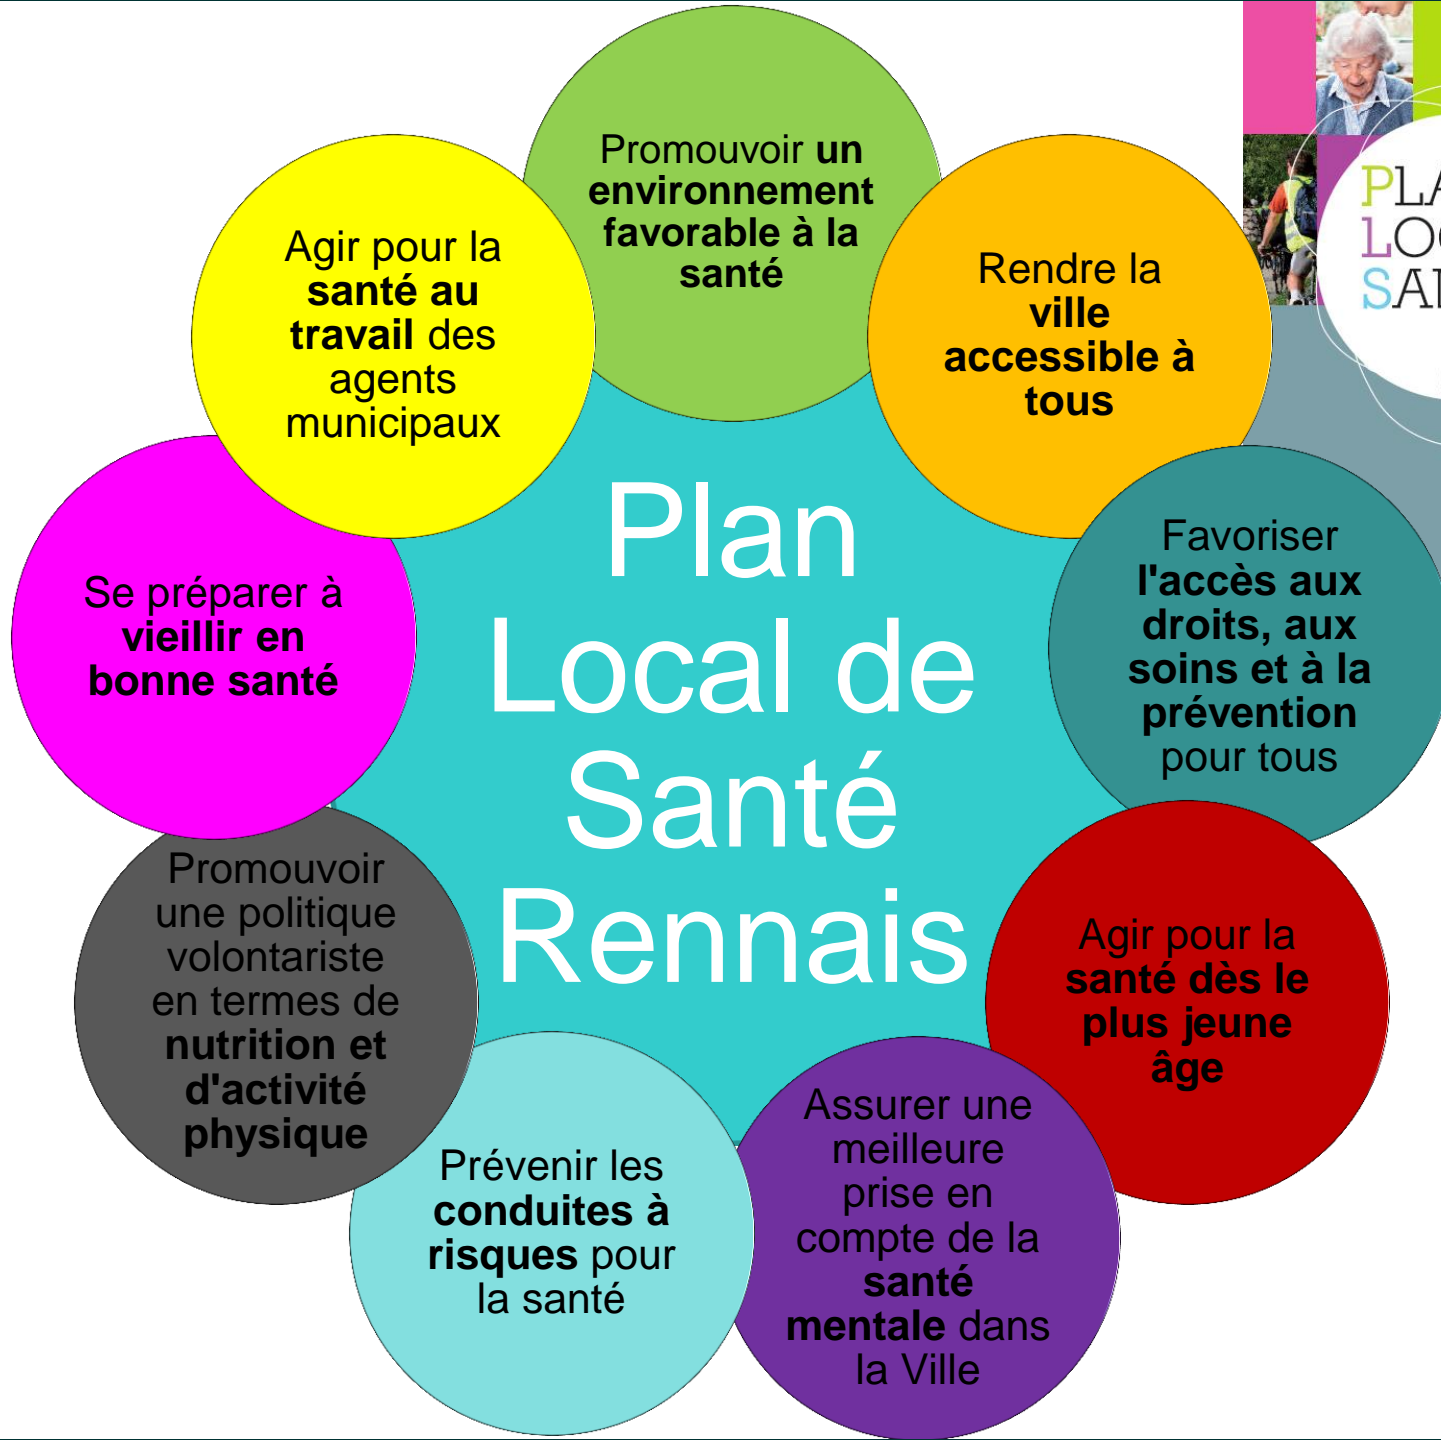 Promouvoir un
environnement
favorable à la
santé
Rendre la
ville
accessible à
tous
Favoriser
l'accès aux
droits, aux
soins et à la
prévention
pour tous
Agir pour la
santé dès le
plus jeune
âge
Assurer une
meilleure
prise en
compte de la
santé
mentale dans
la Ville
Prévenir les
conduites à
risques pour
la santé
Promouvoir
une politique
volontariste
en termes de
nutrition et
d'activité
physique
Se préparer à
vieillir en
bonne santé
Agir pour la
santé au
travail des
agents
municipaux
Plan
Local de
Santé
Rennais